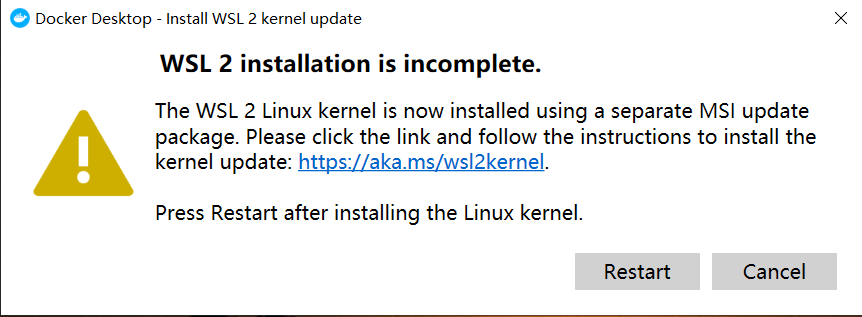 Docker Desktop - Install WSL 2 kernel update
WSL 2 installation is incomplete.
The WSL 2 Linux kernel is now installed using a separate MSI update
package. Please click the link and follow the instructions to install the
kernel update: https://aka.ms/wsl2kernel.
Press Restart after installing the Linux kernel.
Restart
Cancel